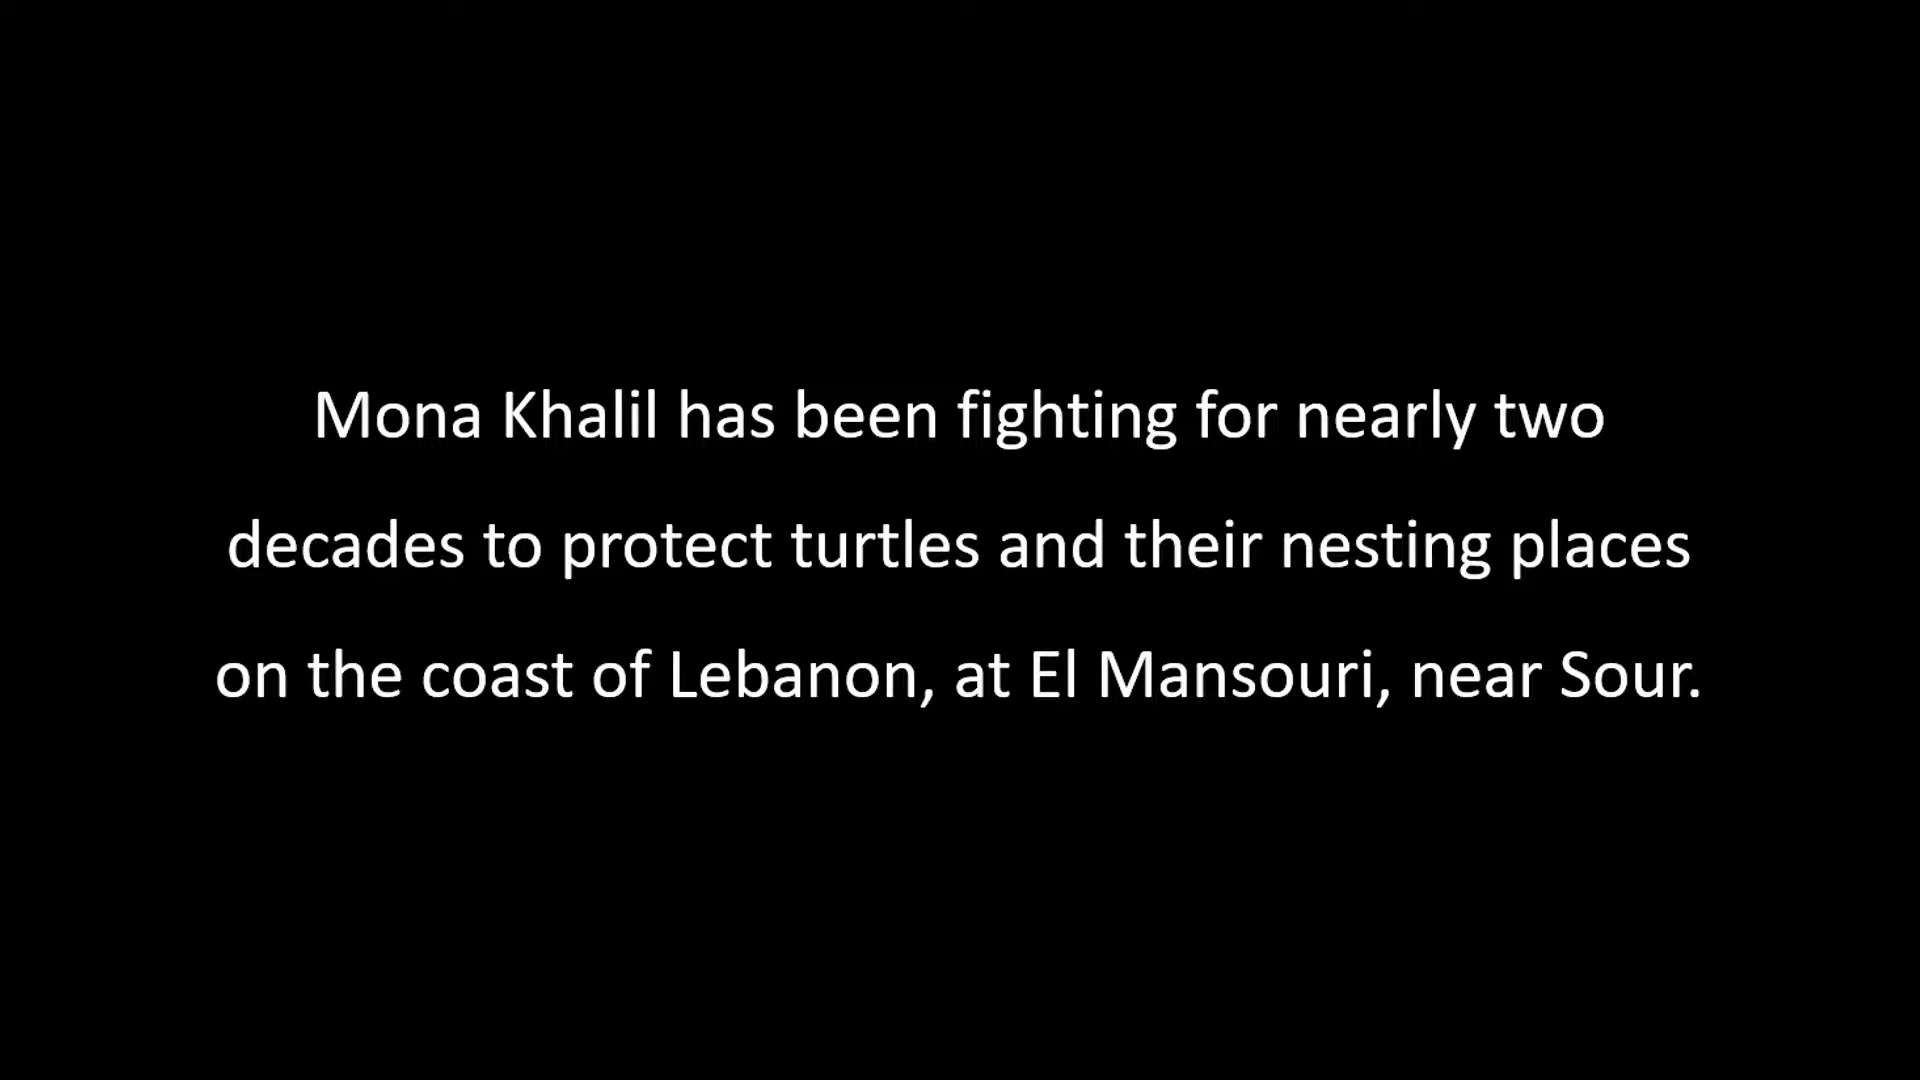 Mona Khalil has been fighting for nearly two
decades to protect turtles and their nesting places
on the coast of Lebanon, at El Mansouri, near Sour.